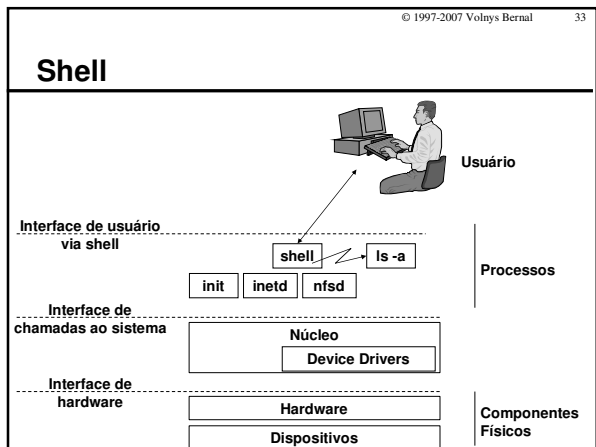 © 1997-2007 Volnys Bernal 33
Shell
Usuário
Interface de usuário
via shell
shell
ls -a
Processos
init
inetd
nfsd
Interface de
chamadas ao sistema
Núcleo
Device Drivers
Interface de
hardware
Hardware
Componentes
Físicos
Dispositivos